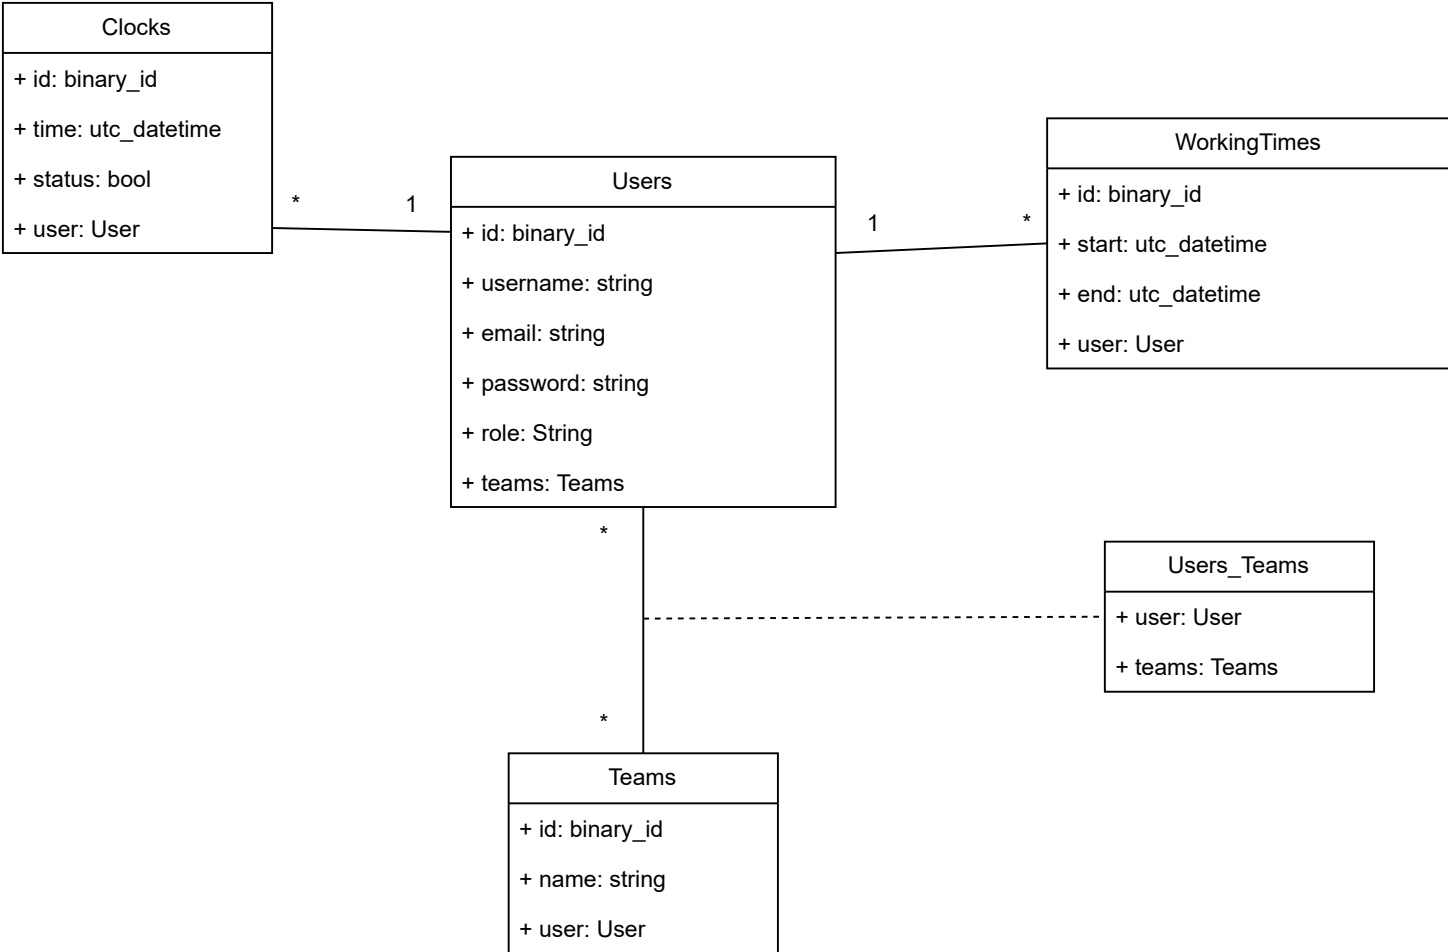 Clocks
+ id: binary_id
+ time: utc_datetime
+ status: bool
+ user: User
* 1
Users
+ id: binary_id
+ username: string
+ email: string
+ password: string
+ role: String
+ teams: Teams
1 *
WorkingTimes
+ id: binary_id
+ start: utc_datetime
+ end: utc_datetime
+ user: User
*
*
Users_Teams
+ user: User
+ teams: Teams
Teams
+ id: binary_id
+ name: string
+ user: User